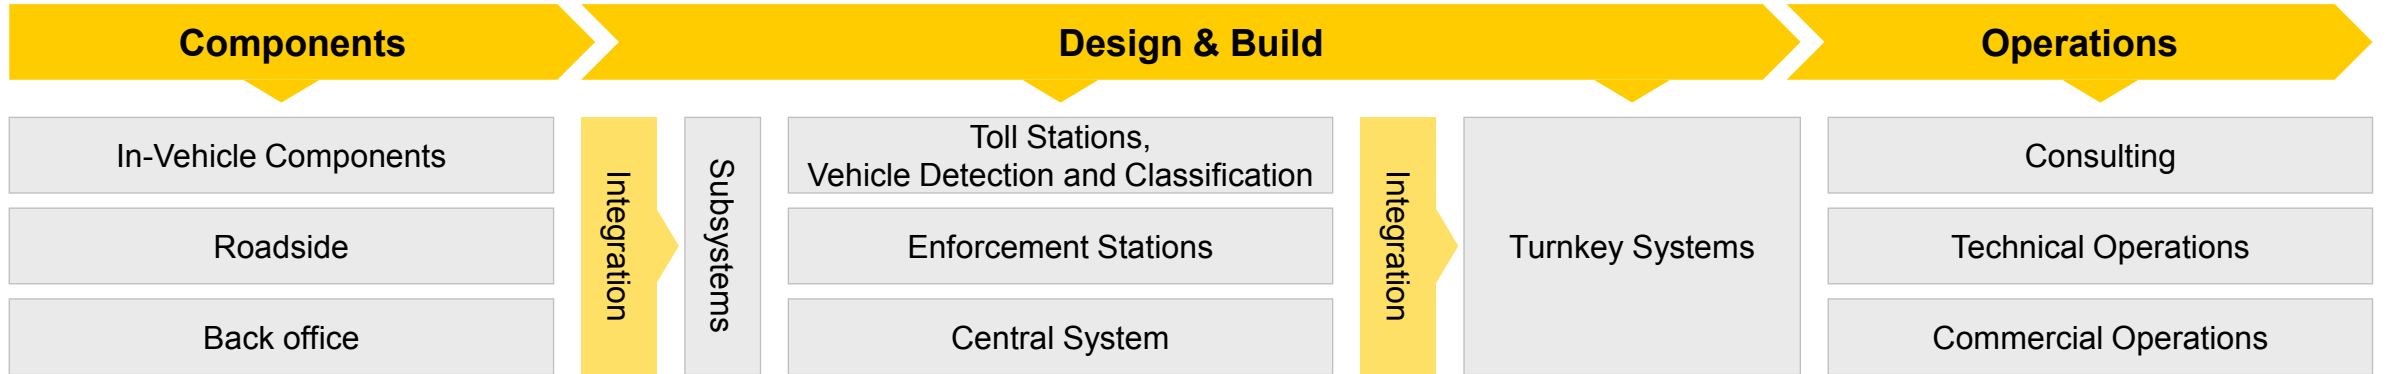 Components
Design & Build
Operations
In-Vehicle Components
Roadside
Back office
Integration
Subsystems
Toll Stations,
Vehicle Detection and Classification
Enforcement Stations
Central System
Integration
Turnkey Systems
Consulting
Technical Operations
Commercial Operations